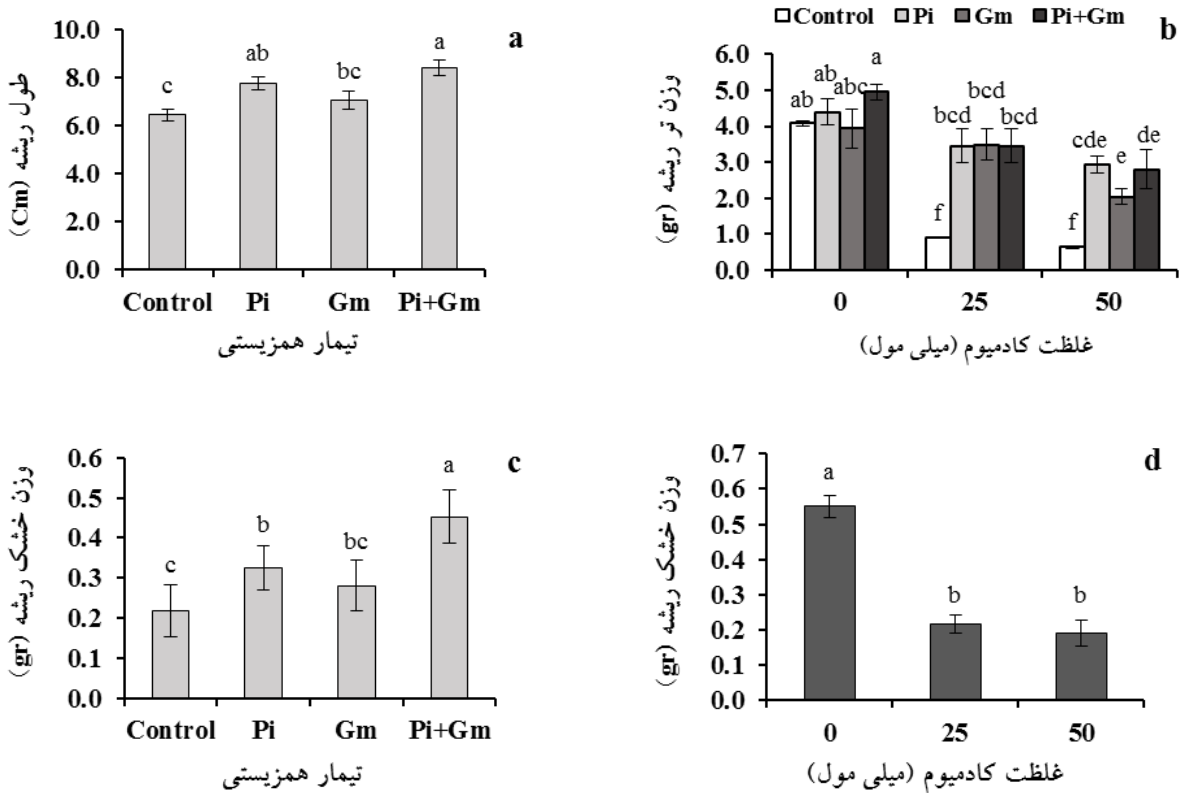 a
طول ریشه (Cm)
10.0
8.0
6.0
4.0
2.0
0.0
c
ab
bc
a
Control Pi Gm Pi+Gm
تیمار همزیستی
Control Pi Gm Pi+Gm
b
وزن تر ریشه (gr)
6.0
5.0
4.0
3.0
2.0
1.0
0.0
ab
ab
abc
a
f
bcd
bcd
bcd
f
cde
e
de
0 25 50
غلظت کادمیوم (میلی مول)
c
وزن خشک ریشه (gr)
0.6
0.5
0.4
0.3
0.2
0.1
0.0
c
b
bc
a
Control Pi Gm Pi+Gm
تیمار همزیستی
d
وزن خشک ریشه (gr)
0.7
0.6
0.5
0.4
0.3
0.2
0.1
0.0
a
b
b
0 25 50
غلظت کادمیوم (میلی مول)